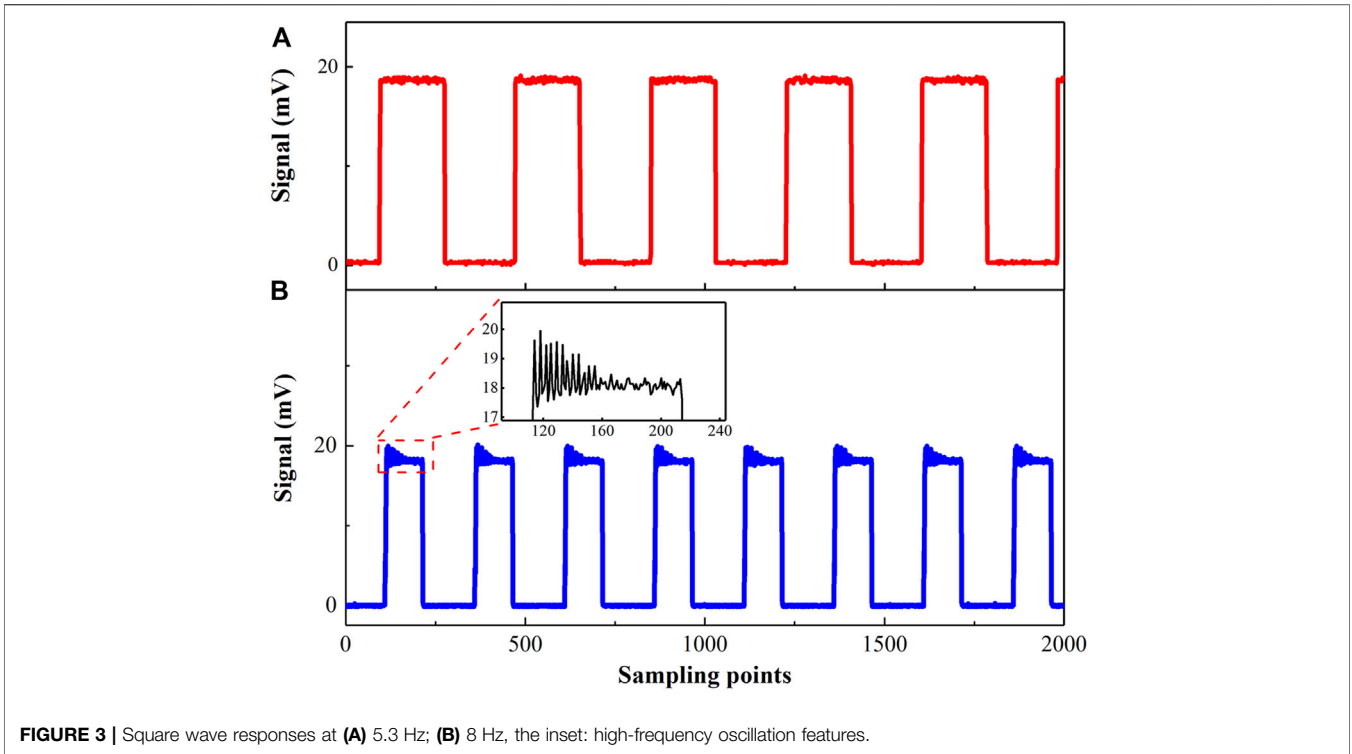 A
Signal (mV)
20
0
B
Signal (mV)
20
0
20
19
18
17
120 160 200 240
0 500 1000 1500 2000
Sampling points
FIGURE 3 | Square wave responses at (A) 5.3 Hz; (B) 8 Hz, the inset: high-frequency oscillation features.